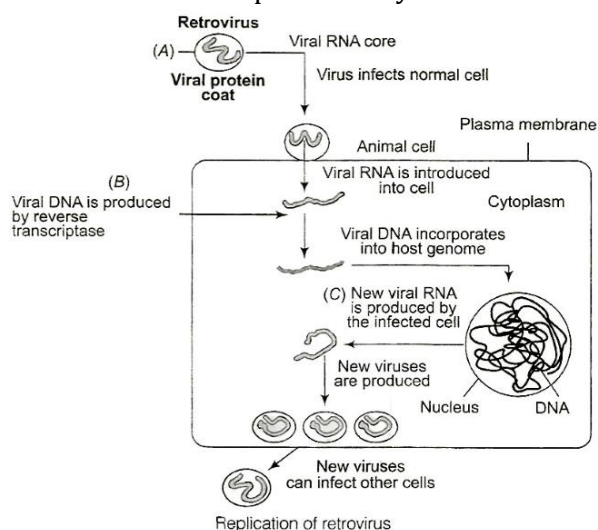 Retrovirus
(A)
Viral RNA core
Viral protein
coat
Virus infects normal cell
Plasma membrane
Animal cell
Viral RNA is introduced
into cell
(B)
Viral DNA is produced
by reverse
transcriptase
Cytoplasm
Viral DNA incorporates
into host genome
(C) New viral RNA
is produced by
the infected cell
New viruses
are produced
Nucleus
DNA
New viruses
can infect other cells
Replication of retrovirus